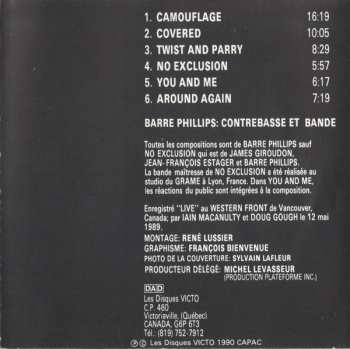 1. CAMOUFLAGE 16:19
2. COVERED 10:05
3. TWIST AND PARRY 8:29
4. NO EXCLUSION 5:57
5. YOU AND ME 6:17
6. AROUND AGAIN 7:19
BARRE PHILLIPS: CONTREBASSE ET BANDE
Toutes les compositions sont de BARRE PHILLIPS sauf
NO EXCLUSION qui est de JAMES GIROUDON,
JEAN-FRANÇOIS ESTAGER et BARRE PHILLIPS.
La bande maîtresse de NO EXCLUSION a été réalisée au
studio du GRAME à Lyon, France. Dans YOU AND ME,
les réactions du public sont intégrées à la composition.
Enregistré "LIVE" au WESTERN FRONT de Vancouver,
Canada; par IAIN MACANULTY et DOUG GOUGH le 12 mai
1989.
MONTAGE: RENÉ LUSSIER
GRAPHISME: FRANÇOIS BIENVENUE
PHOTO DE LA COUVERTURE: SYLVAIN LAFLEUR
PRODUCTEUR DÉLÉGÉ: MICHEL LEVASSEUR
(PRODUCTION PLATEFORME INC.)
DAD
Les Disques VICTO
C.P. 460
Victoriaville, (Québec)
CANADA, G6P 6T3
Tél.: (819) 752-7912
℗ © Les Disques VICTO 1990 CAPAC